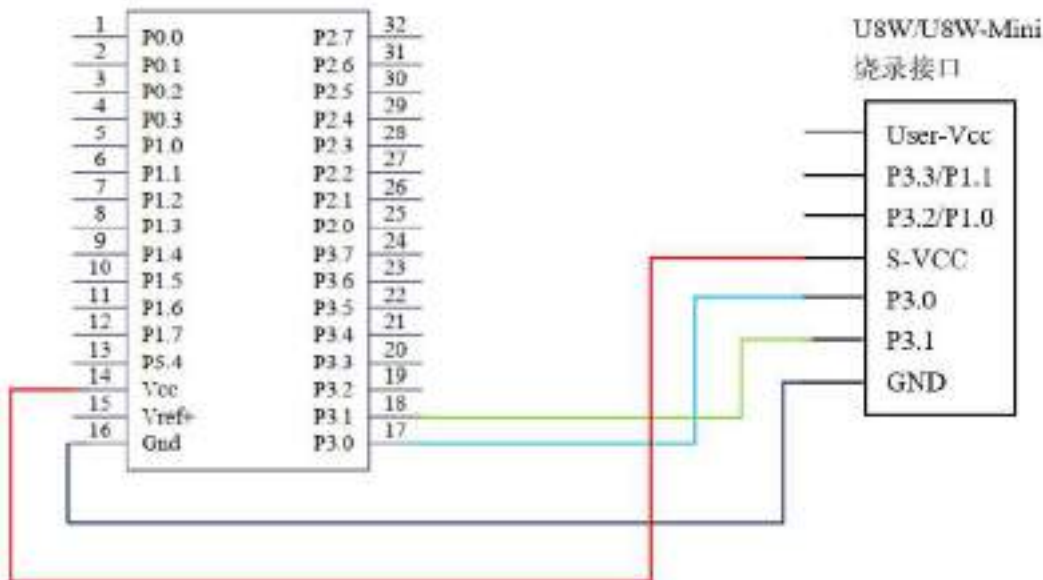 1 P0.0 P2.7 32
2 P0.1 P2.6 31
3 P0.2 P2.5 30
4 P0.3 P2.4 29
5 P1.0 P2.3 28
6 P1.1 P2.2 27
7 P1.2 P2.1 26
8 P1.3 P2.0 25
9 P1.4 P3.7 24
10 P1.5 P3.6 23
11 P1.6 P3.5 22
12 P1.7 P3.4 21
13 P5.4 P3.3 20
14 Vcc P3.2 19
15 Vref+ P3.1 18
16 Gnd P3.0 17
U8W/U8W-Mini
烧录接口
User-Vcc
P3.3/P1.1
P3.2/P1.0
S-VCC
P3.0
P3.1
GND